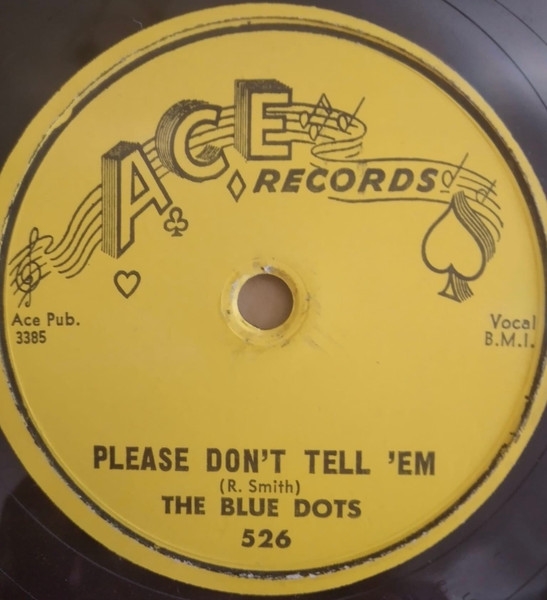 ACE
RECORDS
Ace Pub.
3385
Vocal
B.M.I.
PLEASE DON'T TELL 'EM
(R. Smith)
THE BLUE DOTS
526